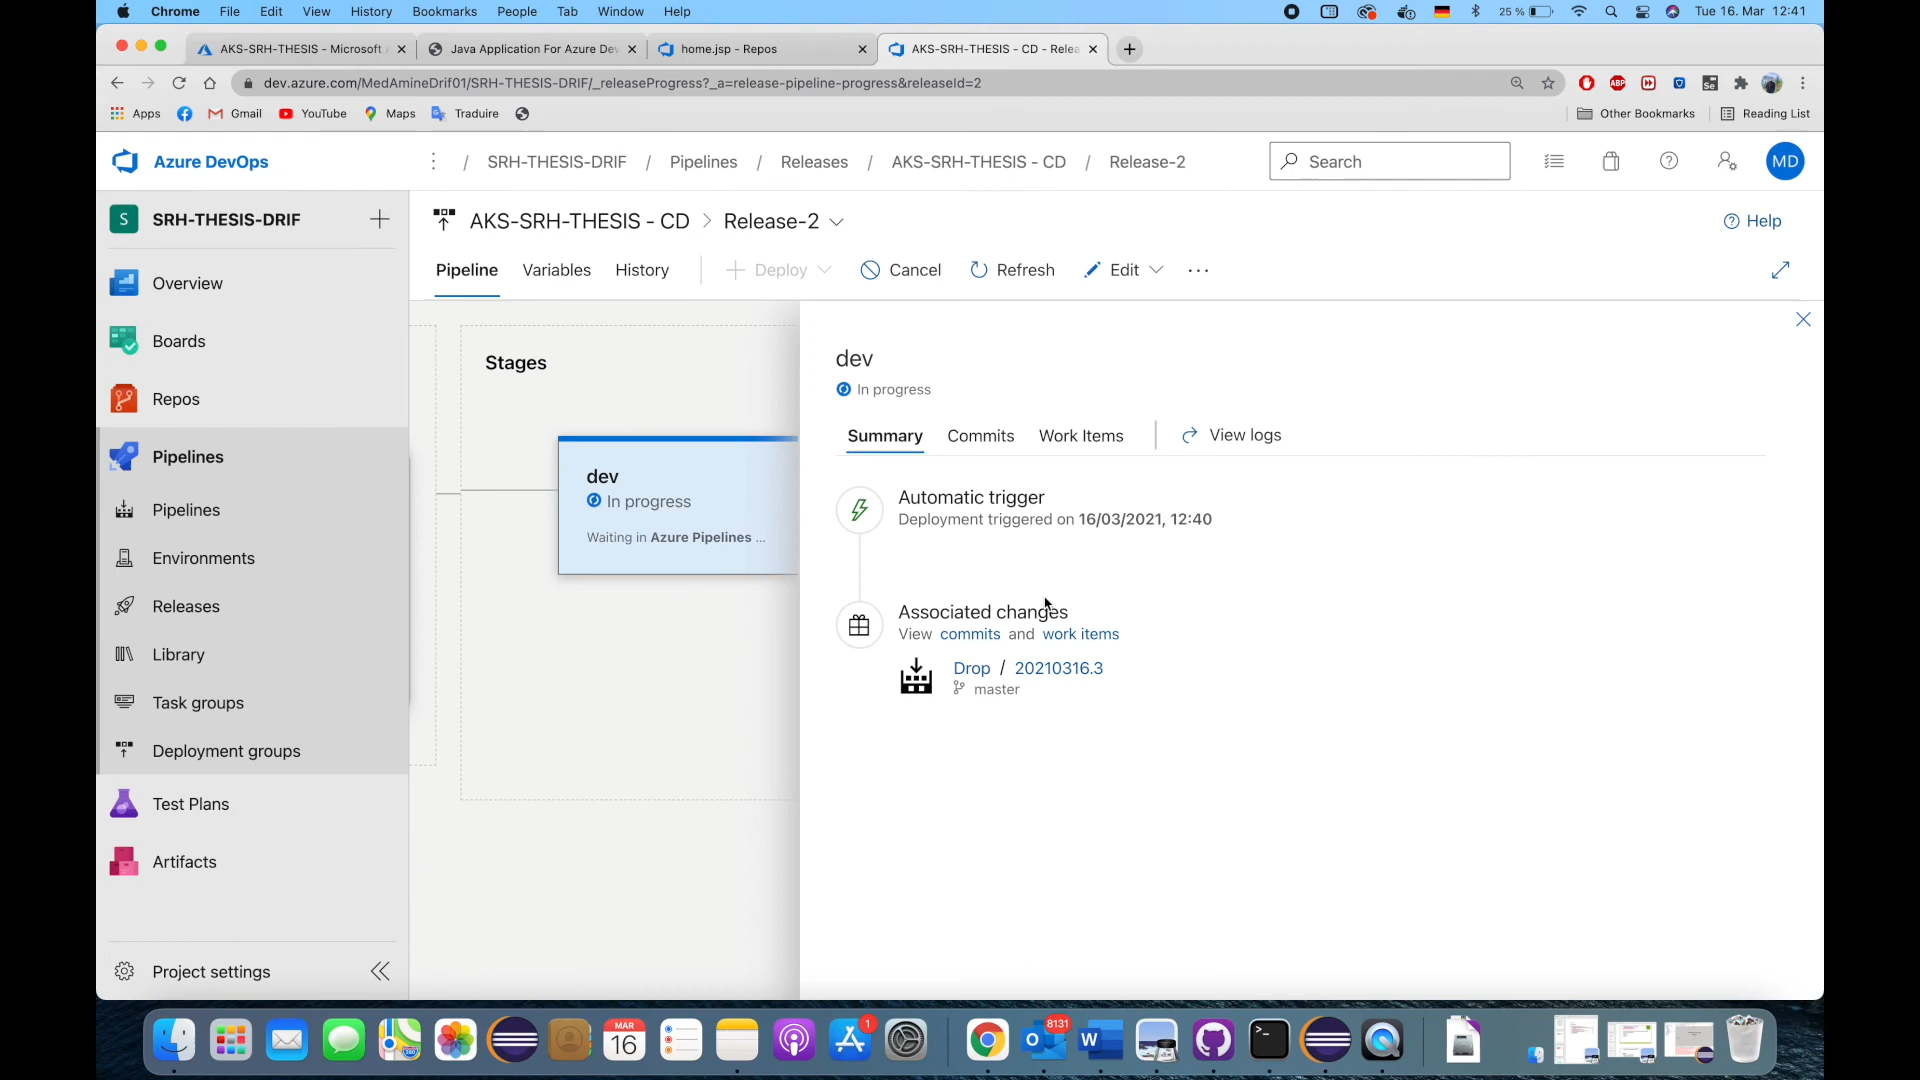 Chrome File Edit View History Bookmarks People Tab Window Help 25 % Tue 16. Mar 12:41
AKS-SRH-THESIS - Microsoft Java Application For Azure Dev home.jsp - Repos AKS-SRH-THESIS - CD - Relea
dev.azure.com/MedAmineDrif01/SRH-THESIS-DRIF/_releaseProgress?_a=release-pipeline-progress&releaseId=2
Apps Gmail YouTube Maps Traduire Other Bookmarks Reading List
Azure DevOps / SRH-THESIS-DRIF / Pipelines / Releases / AKS-SRH-THESIS - CD / Release-2 Search MD
S SRH-THESIS-DRIF
AKS-SRH-THESIS - CD > Release-2 Help
Pipeline Variables History Deploy Cancel Refresh Edit ...
Overview
Boards
Repos
Pipelines
Pipelines
Environments
Releases
Library
Task groups
Deployment groups
Test Plans
Artifacts
Project settings
Stages
dev
In progress
Waiting in Azure Pipelines ...
dev
In progress
Summary Commits Work Items View logs
Automatic trigger
Deployment triggered on 16/03/2021, 12:40
Associated changes
View commits and work items
Drop / 20210316.3
master
MAR
16
1
8131